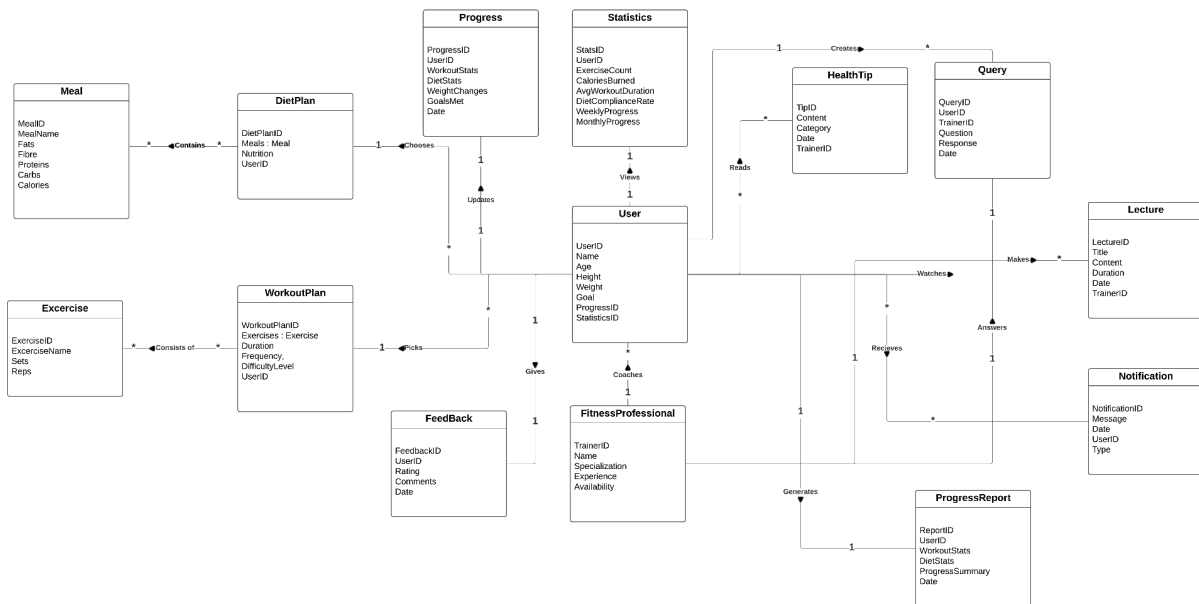 Progress
ProgressID
UserID
WorkoutStats
DietStats
WeightChanges
GoalsMet
Date
Statistics
StatsID
UserID
ExerciseCount
CaloriesBurned
AvgWorkoutDuration
DietComplianceRate
WeeklyProgress
MonthlyProgress
1
Creates
*
HealthTip
TipID
Content
Category
Date
TrainerID
Query
QueryID
UserID
TrainerID
Question
Response
Date
Meal
MealID
MealName
Fats
Fibre
Proteins
Carbs
Calories
*
Contains
*
DietPlan
DietPlanID
Meals : Meal
Nutrition
UserID
1
Chooses
*
1
Updates
1
1
Views
1
*
Reads
*
User
UserID
Name
Age
Height
Weight
Goal
ProgressID
StatisticsID
Lecture
LectureID
Title
Content
Duration
Date
TrainerID
1
Makes
*
Watches
1
Answers
1
Excercise
ExerciseID
ExcerciseName
Sets
Reps
*
Consists of
*
WorkoutPlan
WorkoutPlanID
Exercises : Exercise
Duration
Frequency,
DifficultyLevel
UserID
1
Picks
*
1
Gives
1
*
Coaches
1
*
Recieves
*
Notification
NotificationID
Message
Date
UserID
Type
FeedBack
FeedbackID
UserID
Rating
Comments
Date
FitnessProfessional
TrainerID
Name
Specialization
Experience
Availability
1
1
Generates
1
ProgressReport
ReportID
UserID
WorkoutStats
DietStats
ProgressSummary
Date